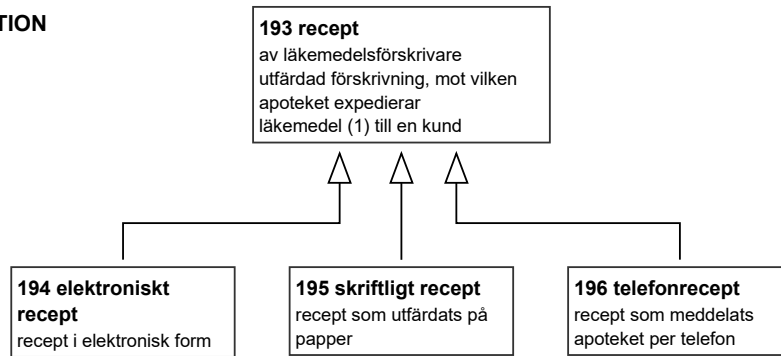 TION
193 recept
av läkemedelsförskrivare
utfärdad förskrivning, mot vilken
apoteket expedierar
läkemedel (1) till en kund
194 elektroniskt
recept
recept i elektronisk form
195 skriftligt recept
recept som utfärdats på
papper
196 telefonrecept
recept som meddelats
apoteket per telefon